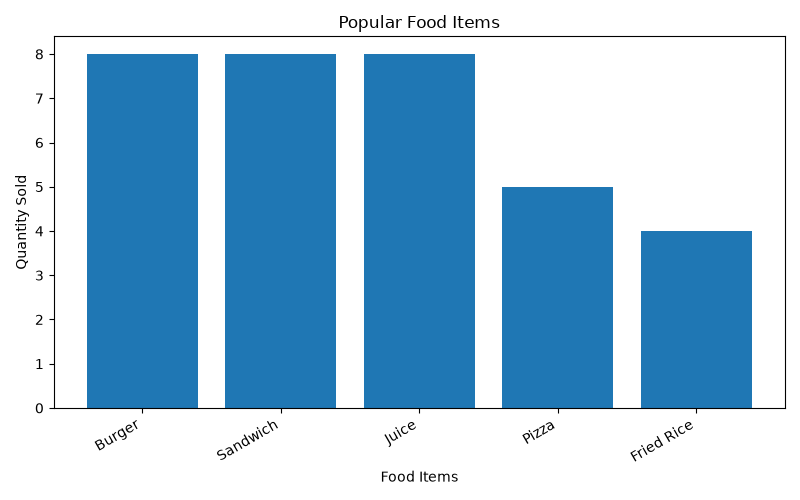 Popular Food Items
Quantity Sold
8
7
6
5
4
3
2
1
0
Burger
Sandwich
Juice
Pizza
Fried Rice
Food Items